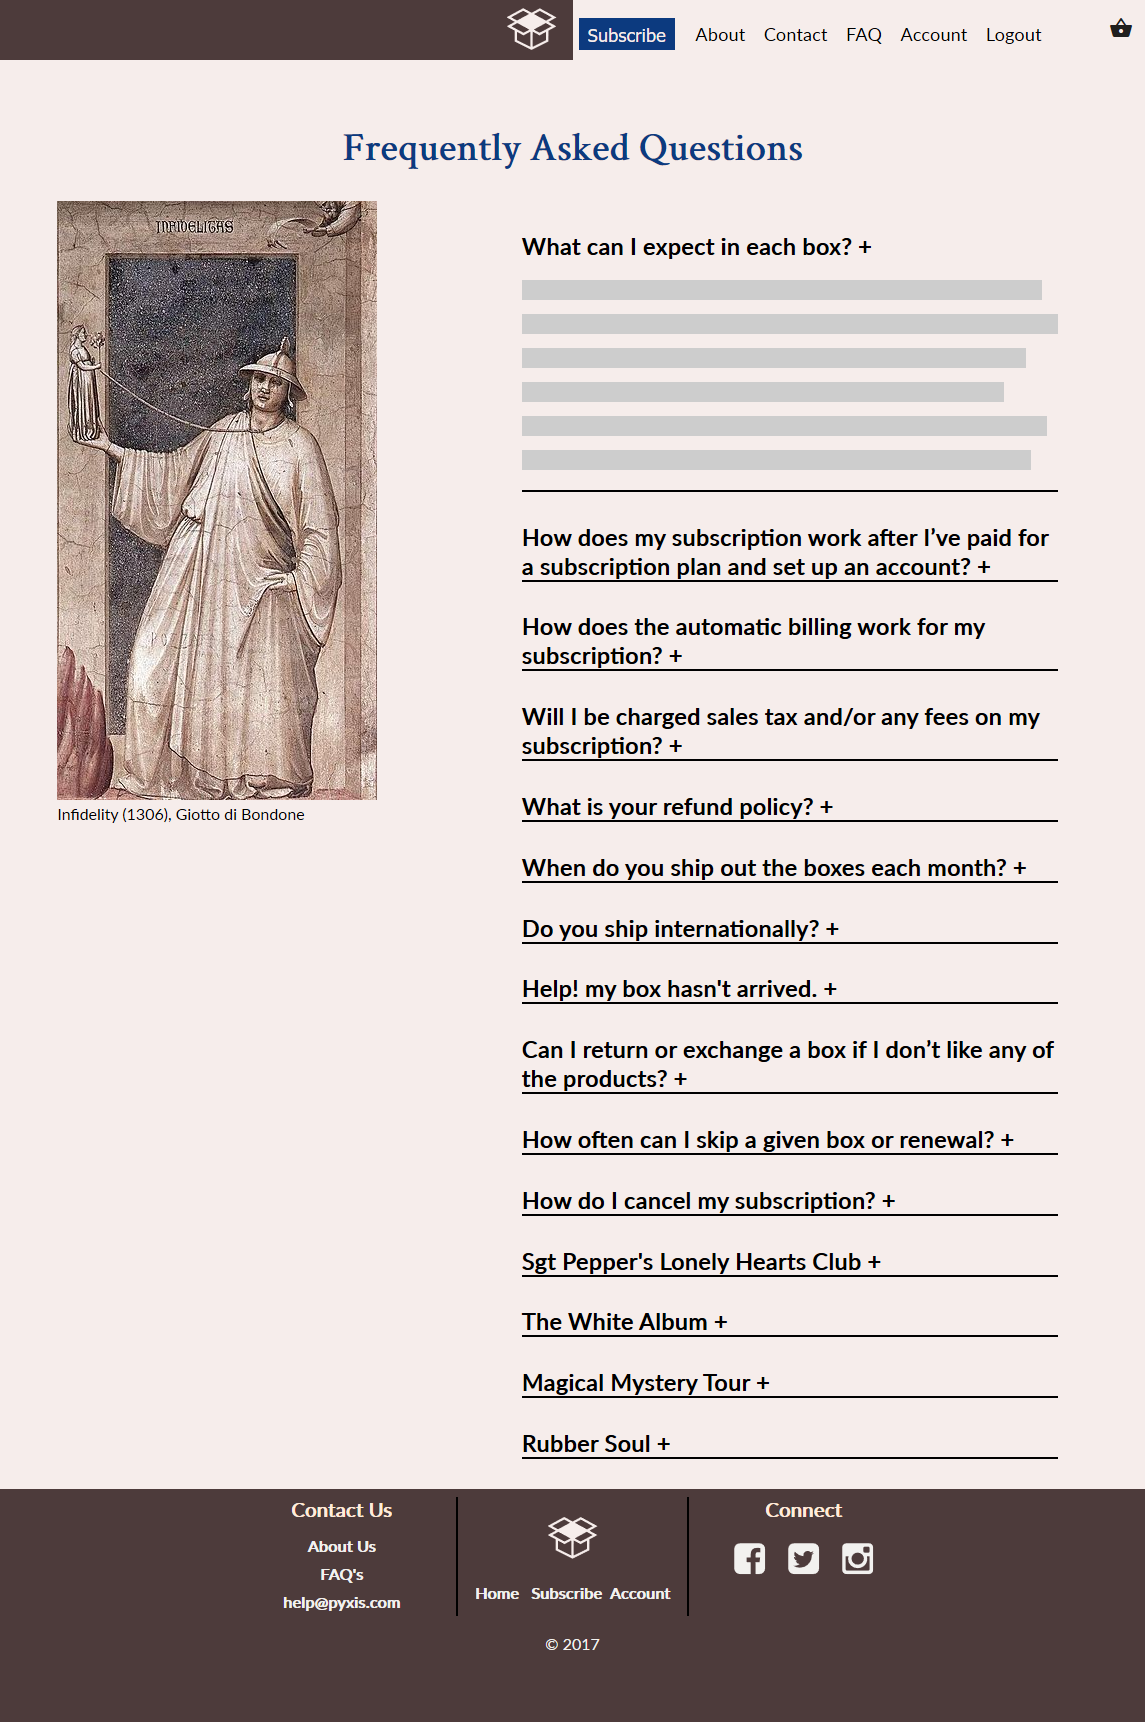 Subscribe About Contact FAQ Account Logout
Frequently Asked Questions
INFIDELITAS
Infidelity (1306), Giotto di Bondone
What can I expect in each box? +
How does my subscription work after I’ve paid for
a subscription plan and set up an account? +
How does the automatic billing work for my
subscription? +
Will I be charged sales tax and/or any fees on my
subscription? +
What is your refund policy? +
When do you ship out the boxes each month? +
Do you ship internationally? +
Help! my box hasn't arrived. +
Can I return or exchange a box if I don’t like any of
the products? +
How often can I skip a given box or renewal? +
How do I cancel my subscription? +
Sgt Pepper's Lonely Hearts Club +
The White Album +
Magical Mystery Tour +
Rubber Soul +
Contact Us
About Us
FAQ's
help@pyxis.com
Home Subscribe Account
Connect
© 2017